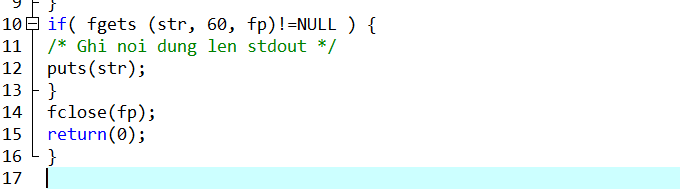 9 }
10 if( fgets (str, 60, fp)!=NULL ) {
11 /* Ghi noi dung len stdout */
12 puts(str);
13 }
14 fclose(fp);
15 return(0);
16 }
17